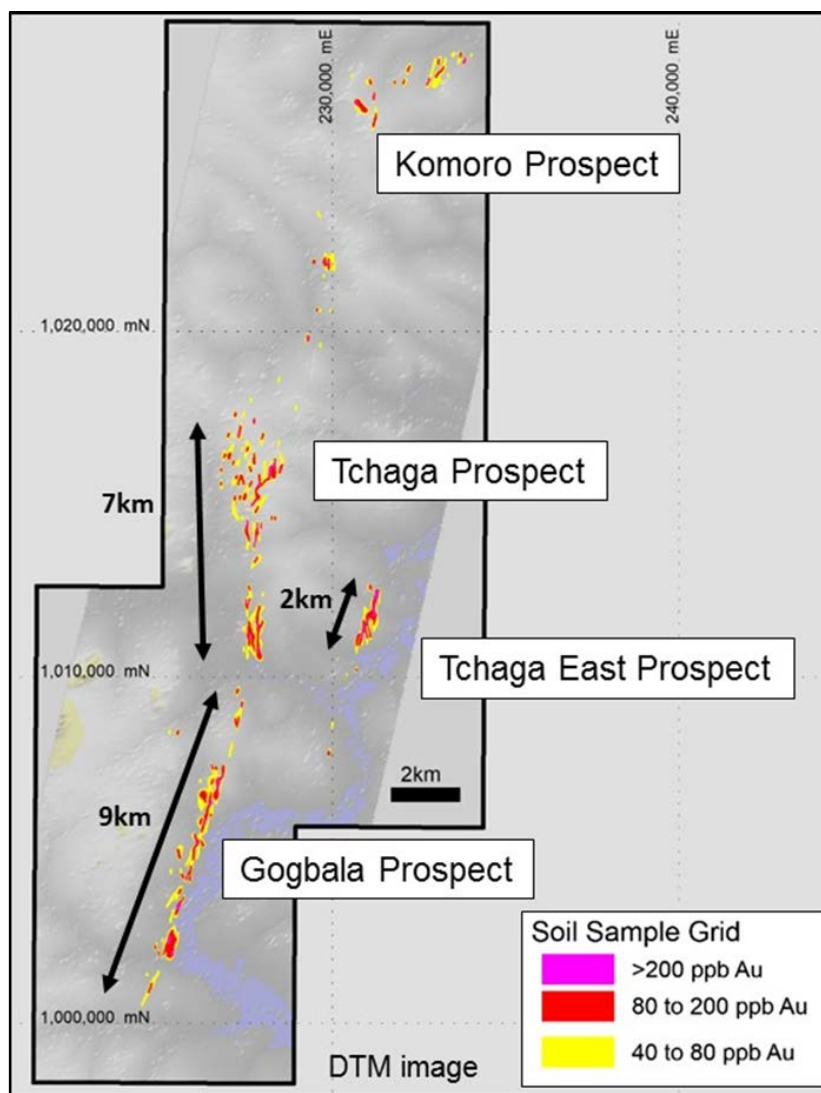 230,000 mE
240,000 mE
Komoro Prospect
1,020,000 mN
Tchaga Prospect
7km
2km
Tchaga East Prospect
1,010,000 mN
2km
9km
Gogbala Prospect
Soil Sample Grid
>200 ppb Au
80 to 200 ppb Au
40 to 80 ppb Au
1,000,000 mN
DTM image